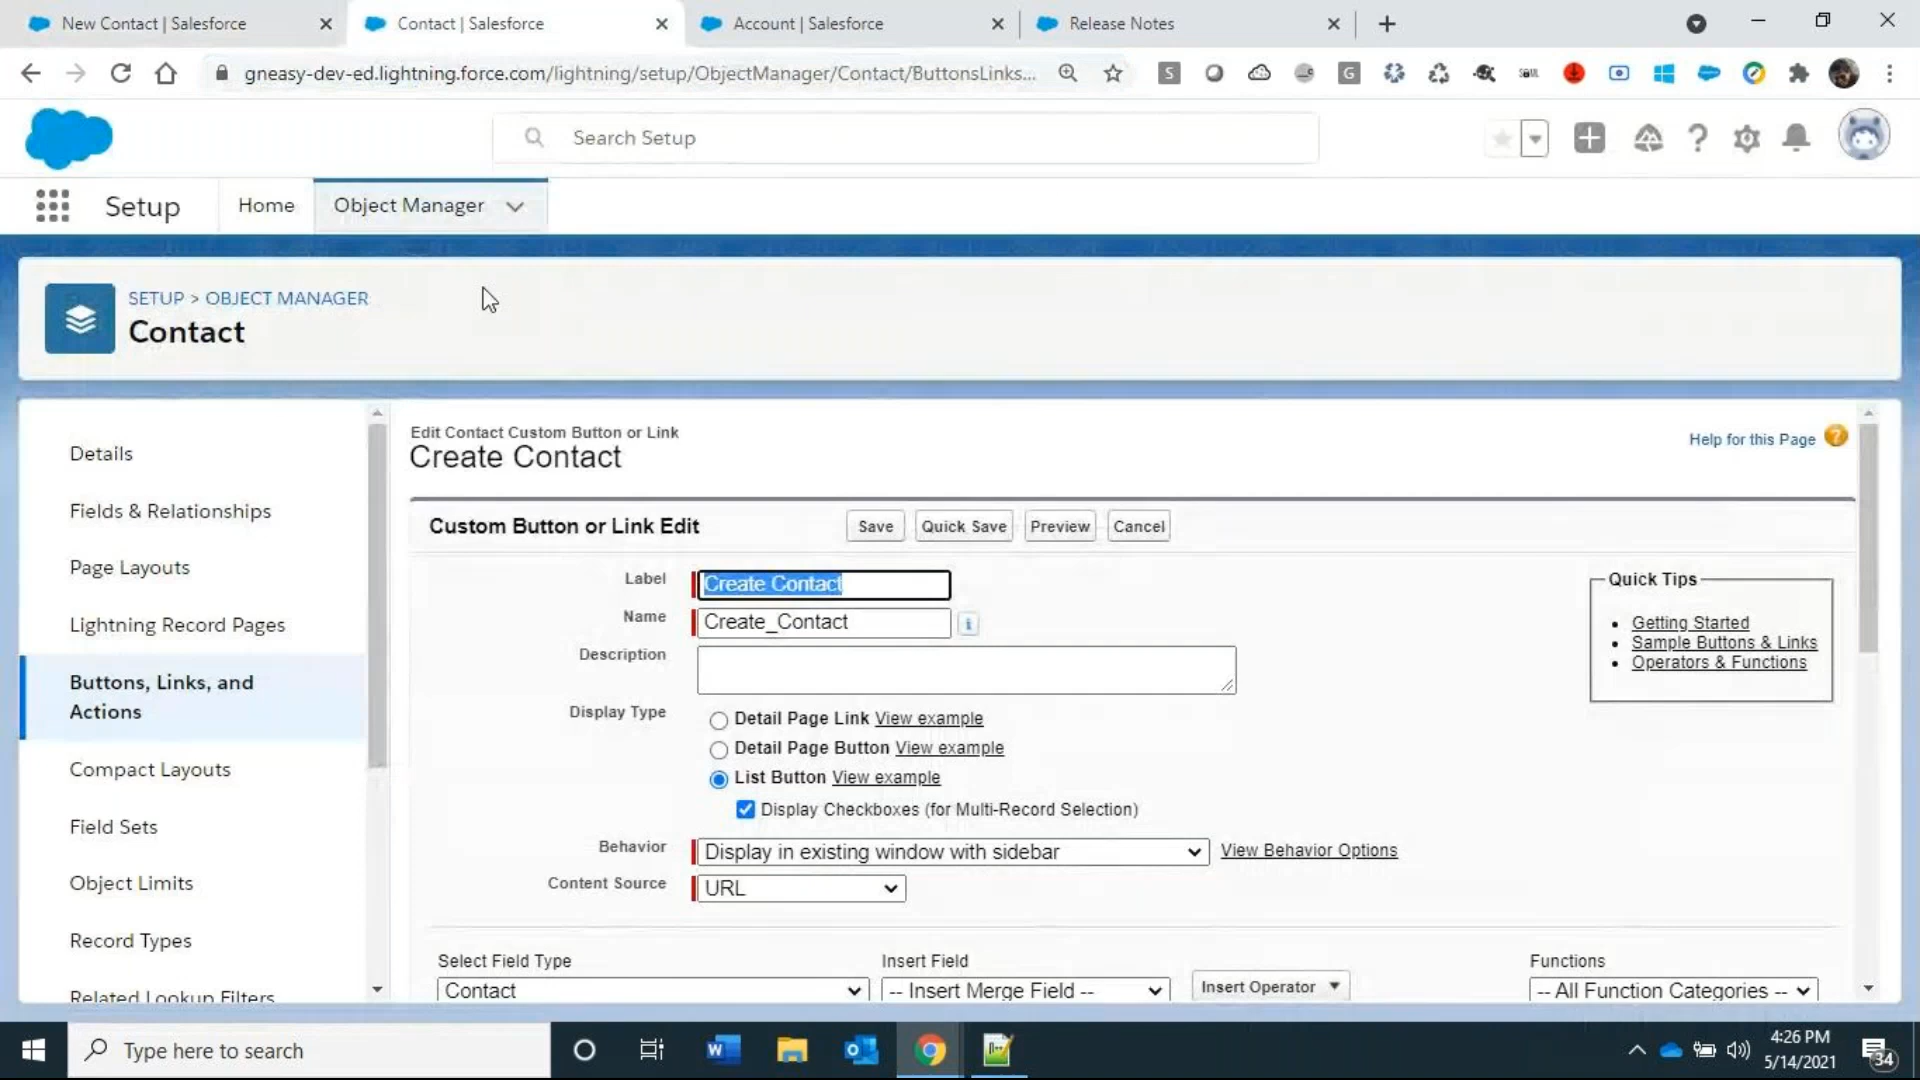 New Contact | Salesforce
Contact | Salesforce
Account | Salesforce
Release Notes
gneasy-dev-ed.lightning.force.com/lightning/setup/ObjectManager/Contact/ButtonsLinks...
Search Setup
Setup
Home
Object Manager
SETUP > OBJECT MANAGER
Contact
Details
Fields & Relationships
Page Layouts
Lightning Record Pages
Buttons, Links, and
Actions
Compact Layouts
Field Sets
Object Limits
Record Types
Related Lookup Filters
Edit Contact Custom Button or Link
Create Contact
Help for this Page
Custom Button or Link Edit
Save
Quick Save
Preview
Cancel
Label
Create Contact
Name
Create_Contact
Description
Display Type
Detail Page Link View example
Detail Page Button View example
List Button View example
Display Checkboxes (for Multi-Record Selection)
Behavior
Display in existing window with sidebar
View Behavior Options
Content Source
URL
Quick Tips
Getting Started
Sample Buttons & Links
Operators & Functions
Select Field Type
Contact
Insert Field
-- Insert Merge Field --
Insert Operator
Functions
-- All Function Categories --
Type here to search
4:26 PM
5/14/2021
34